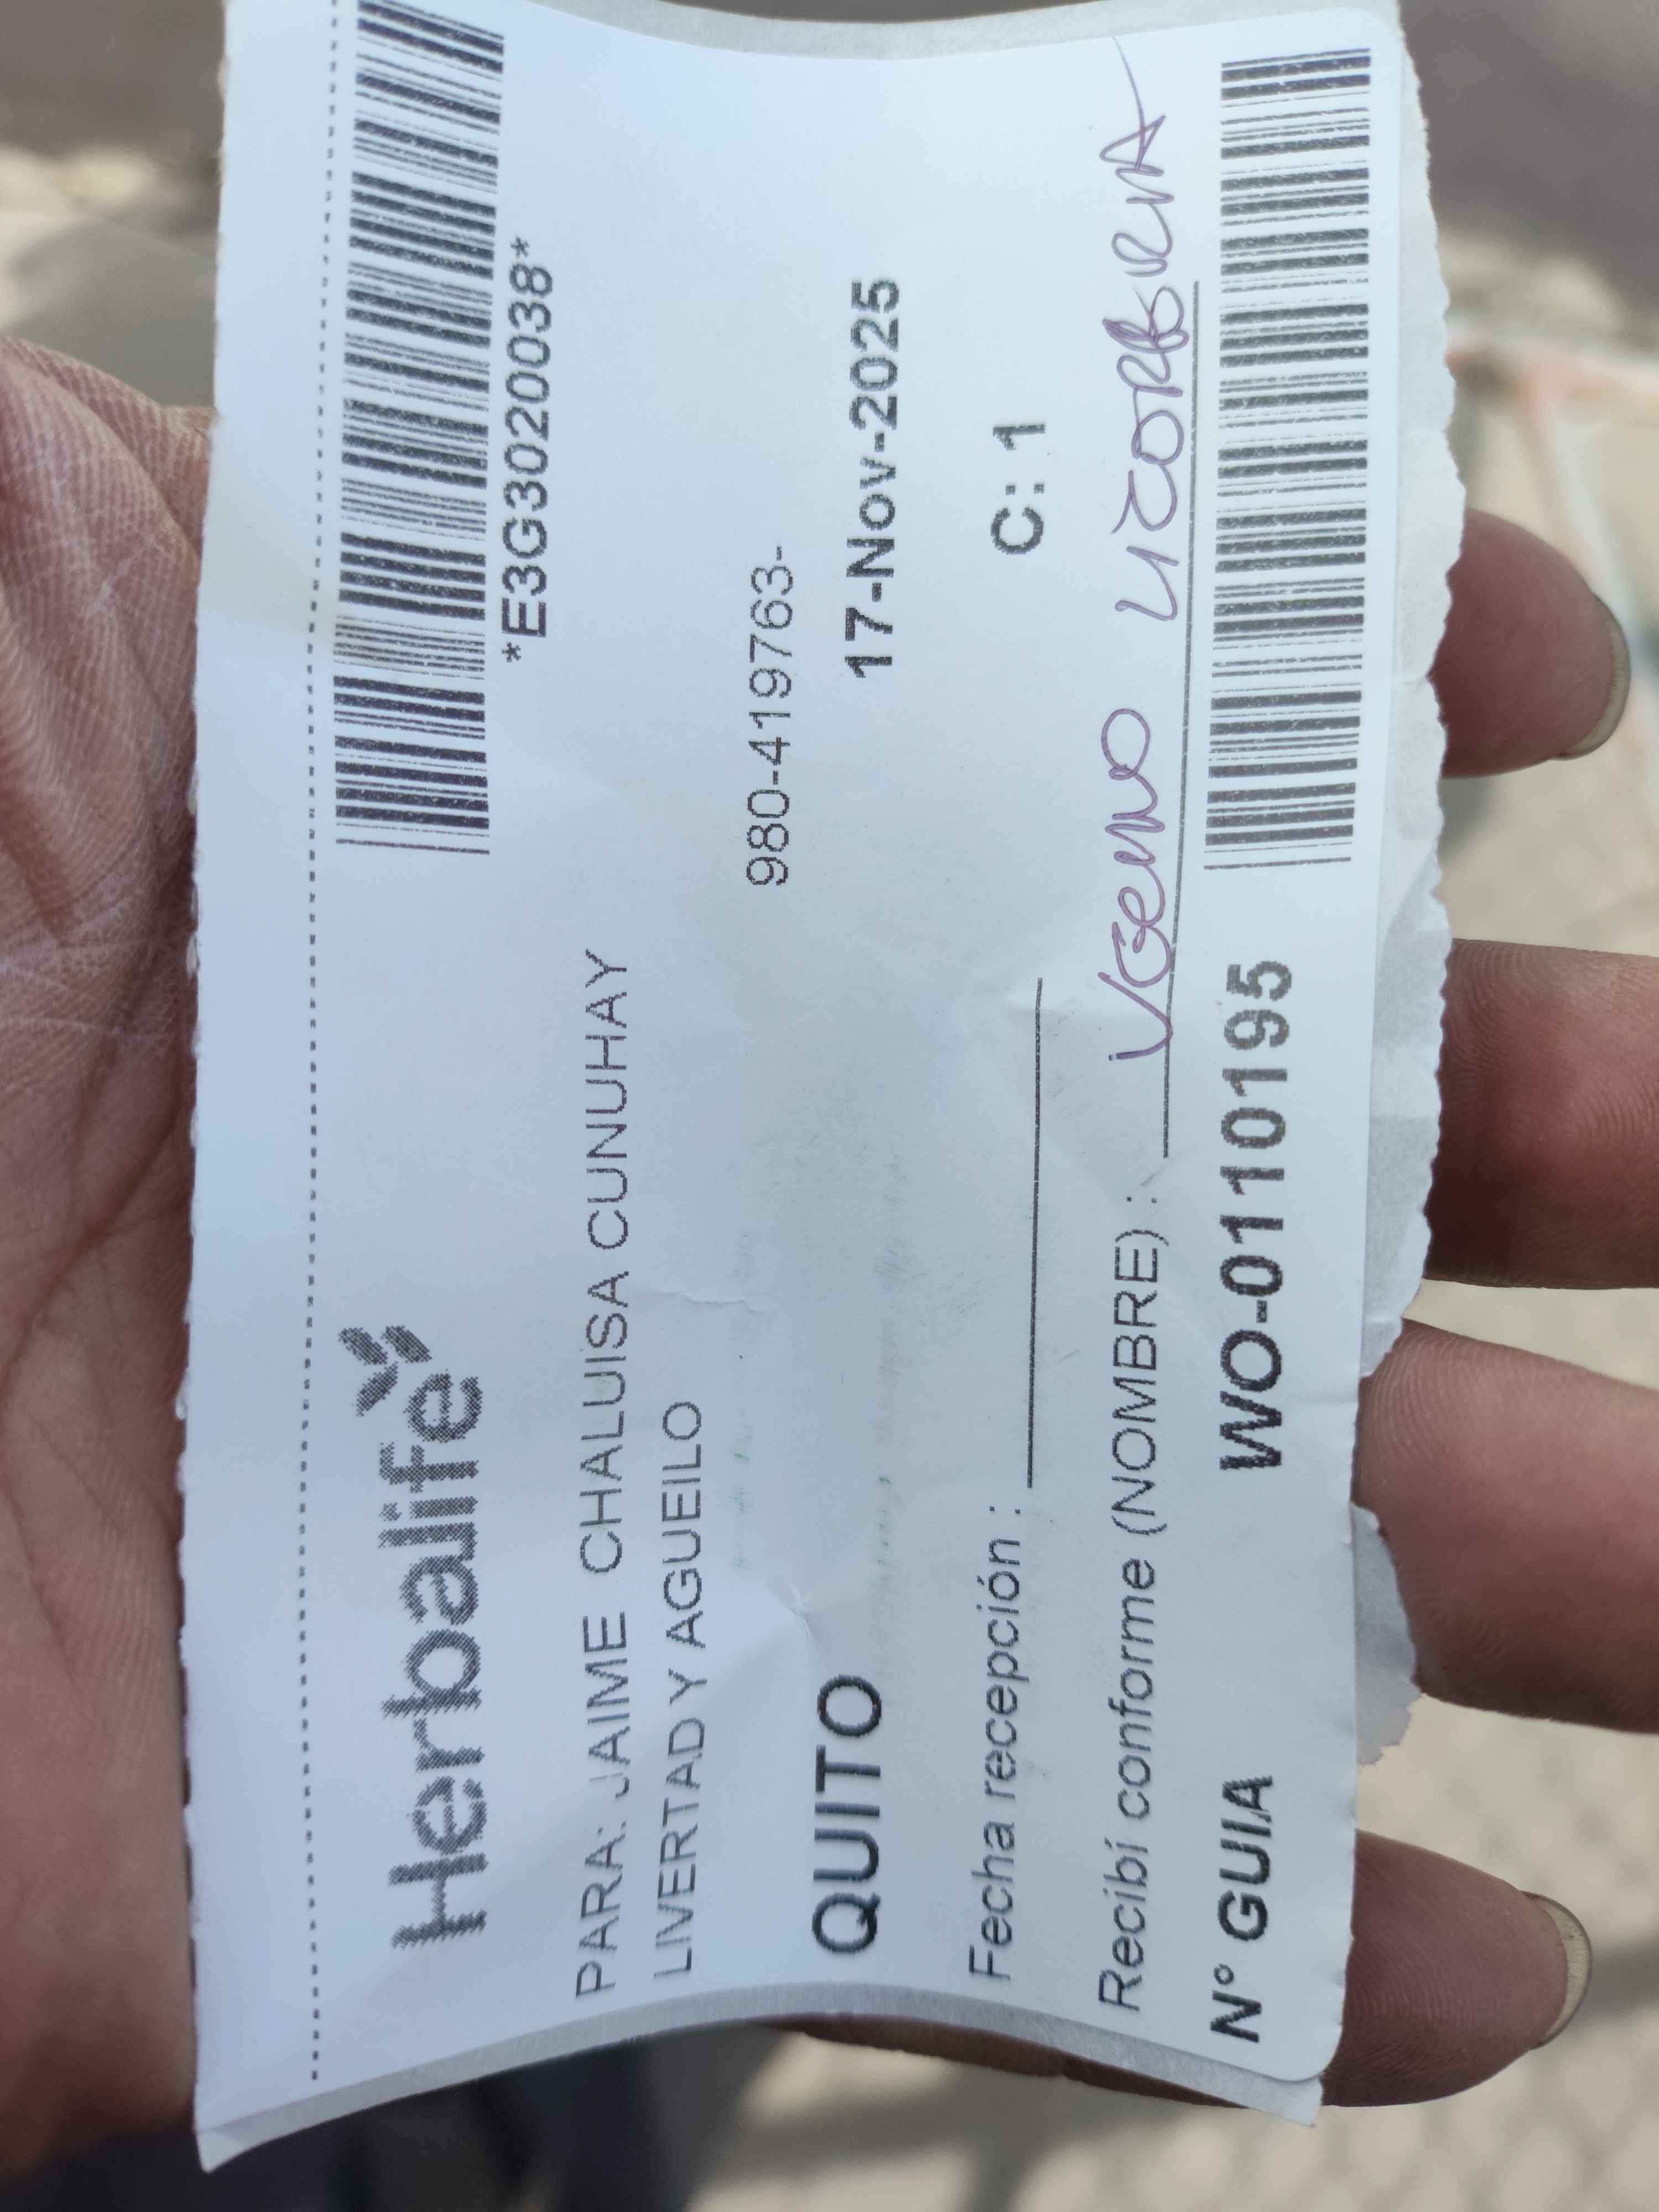 Herbalife
*E3G3020038*
PARA: JAIME CHALUISA CUNUHAY
LIVERTAD Y AGUEILO
980-419763-
QUITO 17-Nov-2025
Fecha recepción : C: 1
Recibí conforme (NOMBRE) :
N° GUIA WO-0110195